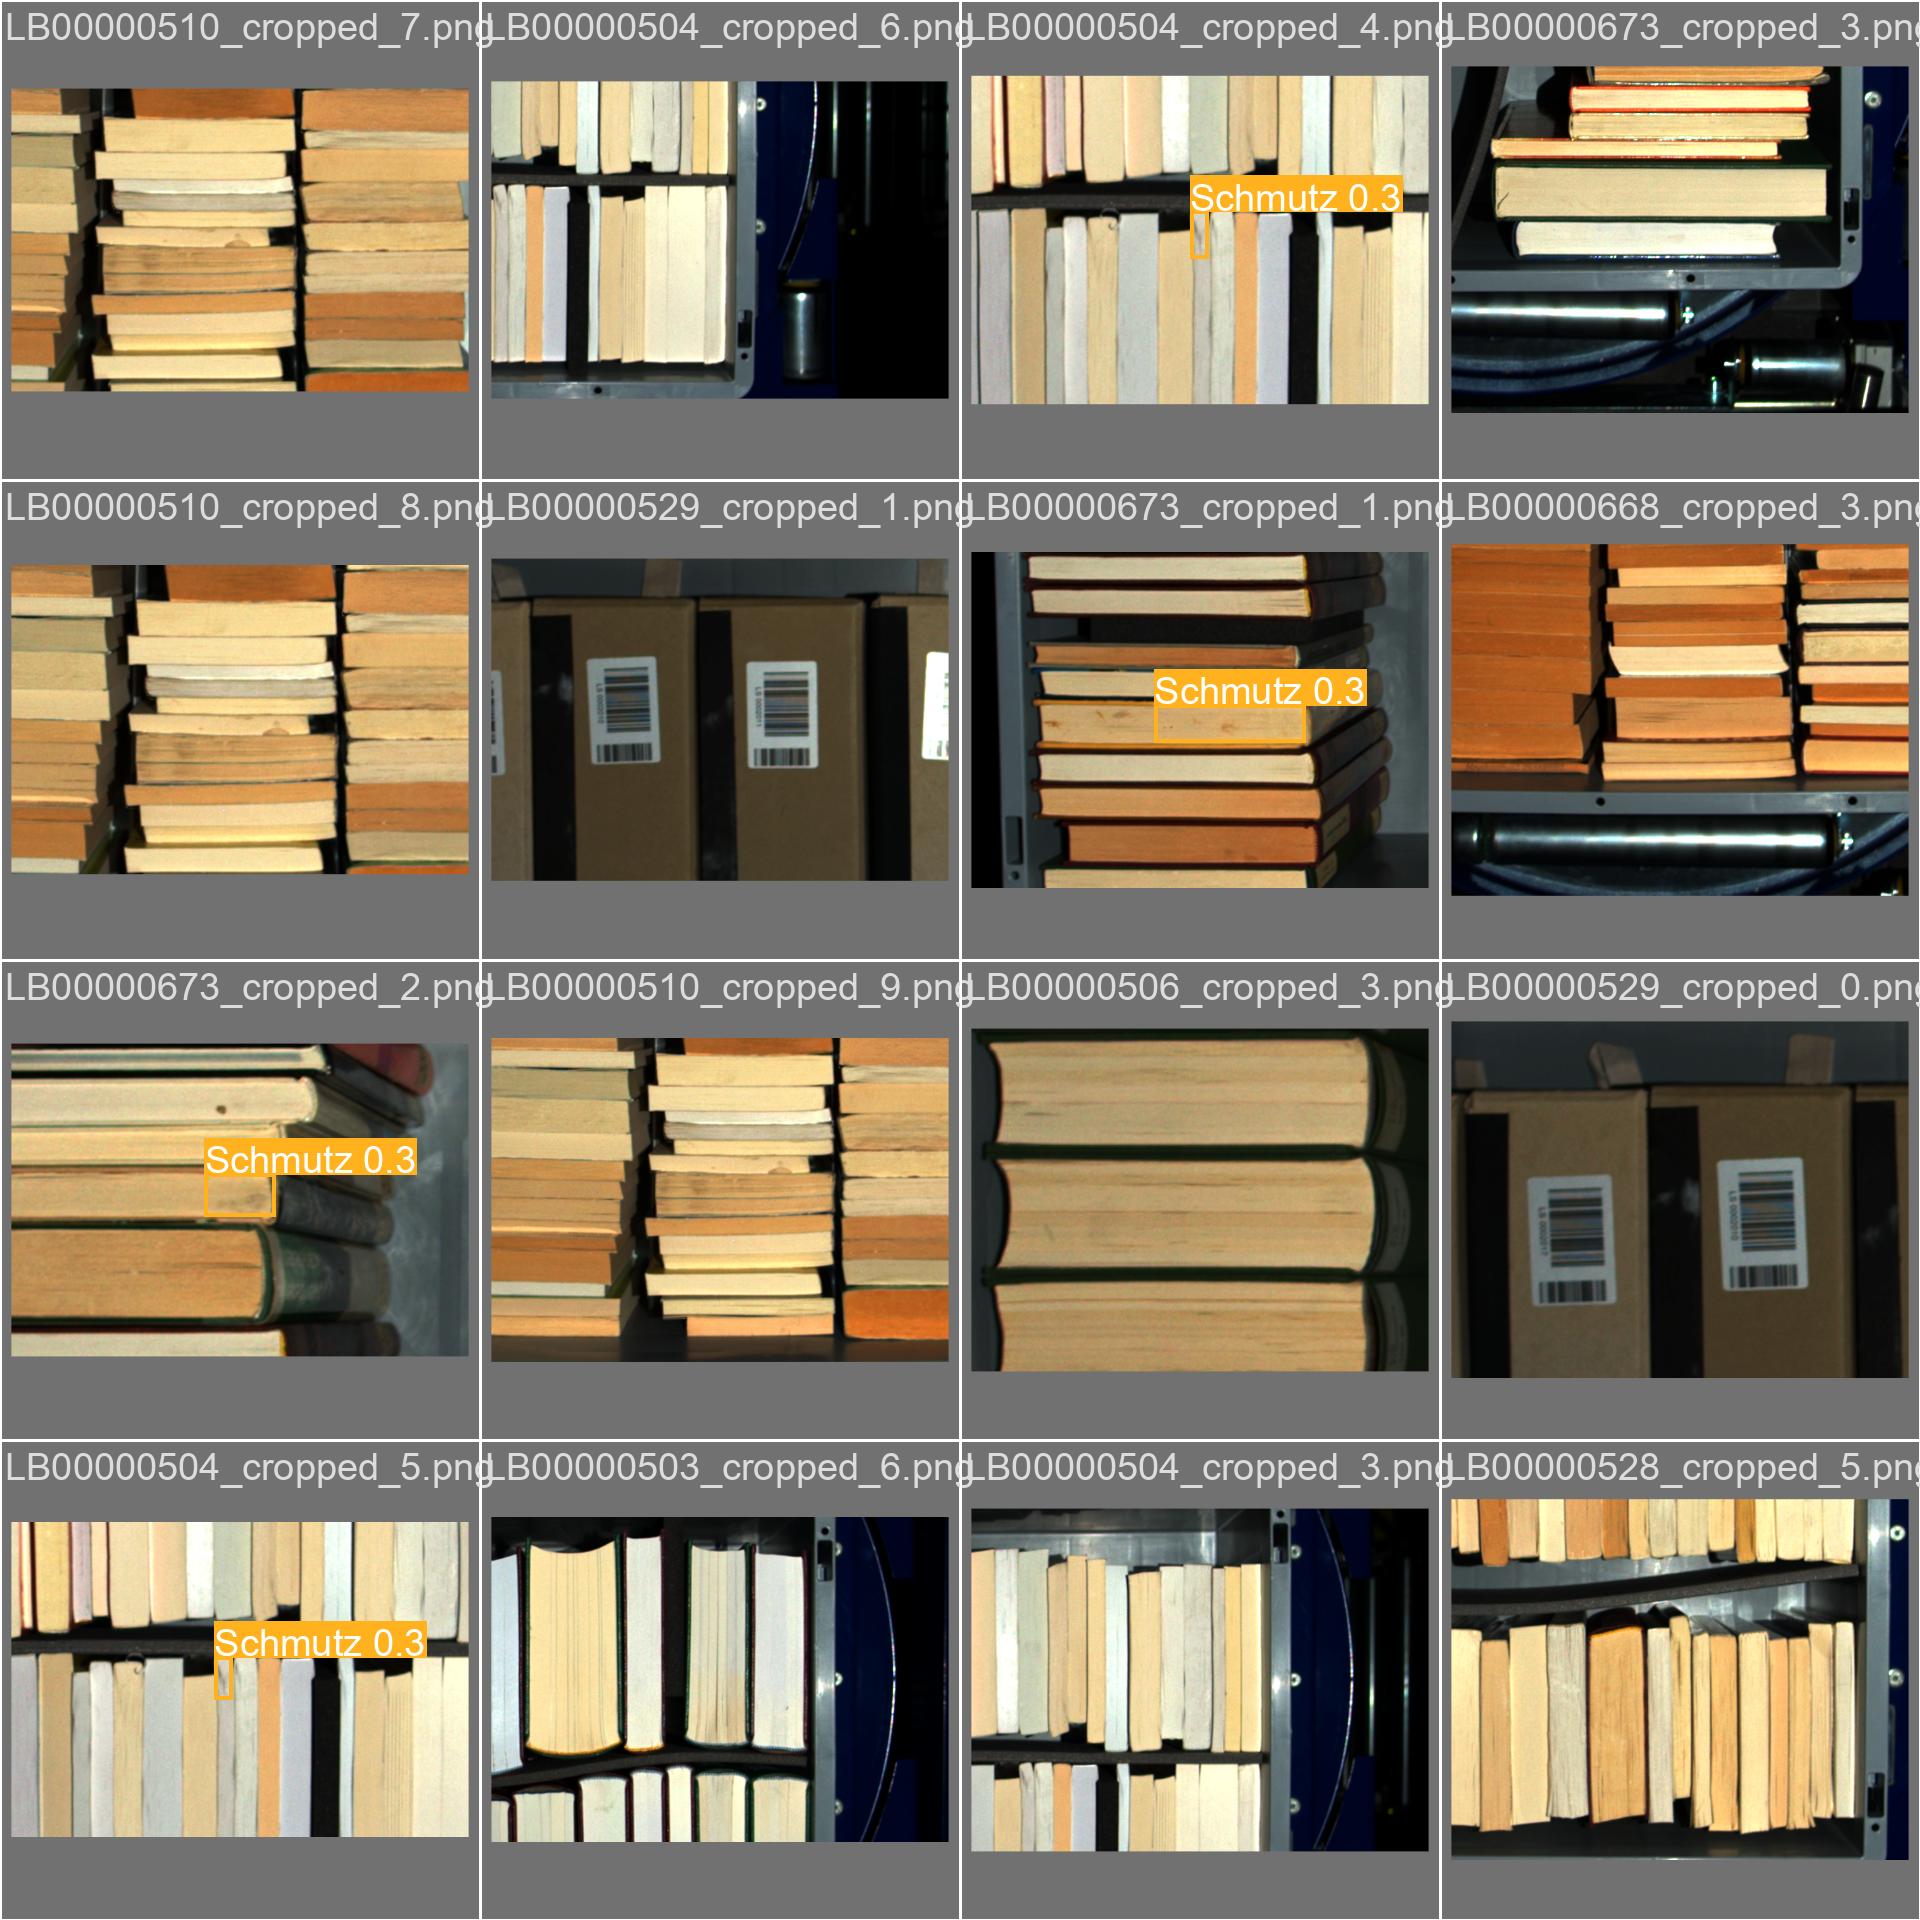 LB00000510_cropped_7.png
LB00000504_cropped_6.png
LB00000504_cropped_4.png
LB00000673_cropped_3.png
Schmutz 0.3
LB00000510_cropped_8.png
LB00000529_cropped_1.png
LB00000673_cropped_1.png
LB00000668_cropped_3.png
Schmutz 0.3
LB00000673_cropped_2.png
LB00000510_cropped_9.png
LB00000506_cropped_3.png
LB00000529_cropped_0.png
Schmutz 0.3
LB00000504_cropped_5.png
LB00000503_cropped_6.png
LB00000504_cropped_3.png
LB00000528_cropped_5.png
Schmutz 0.3